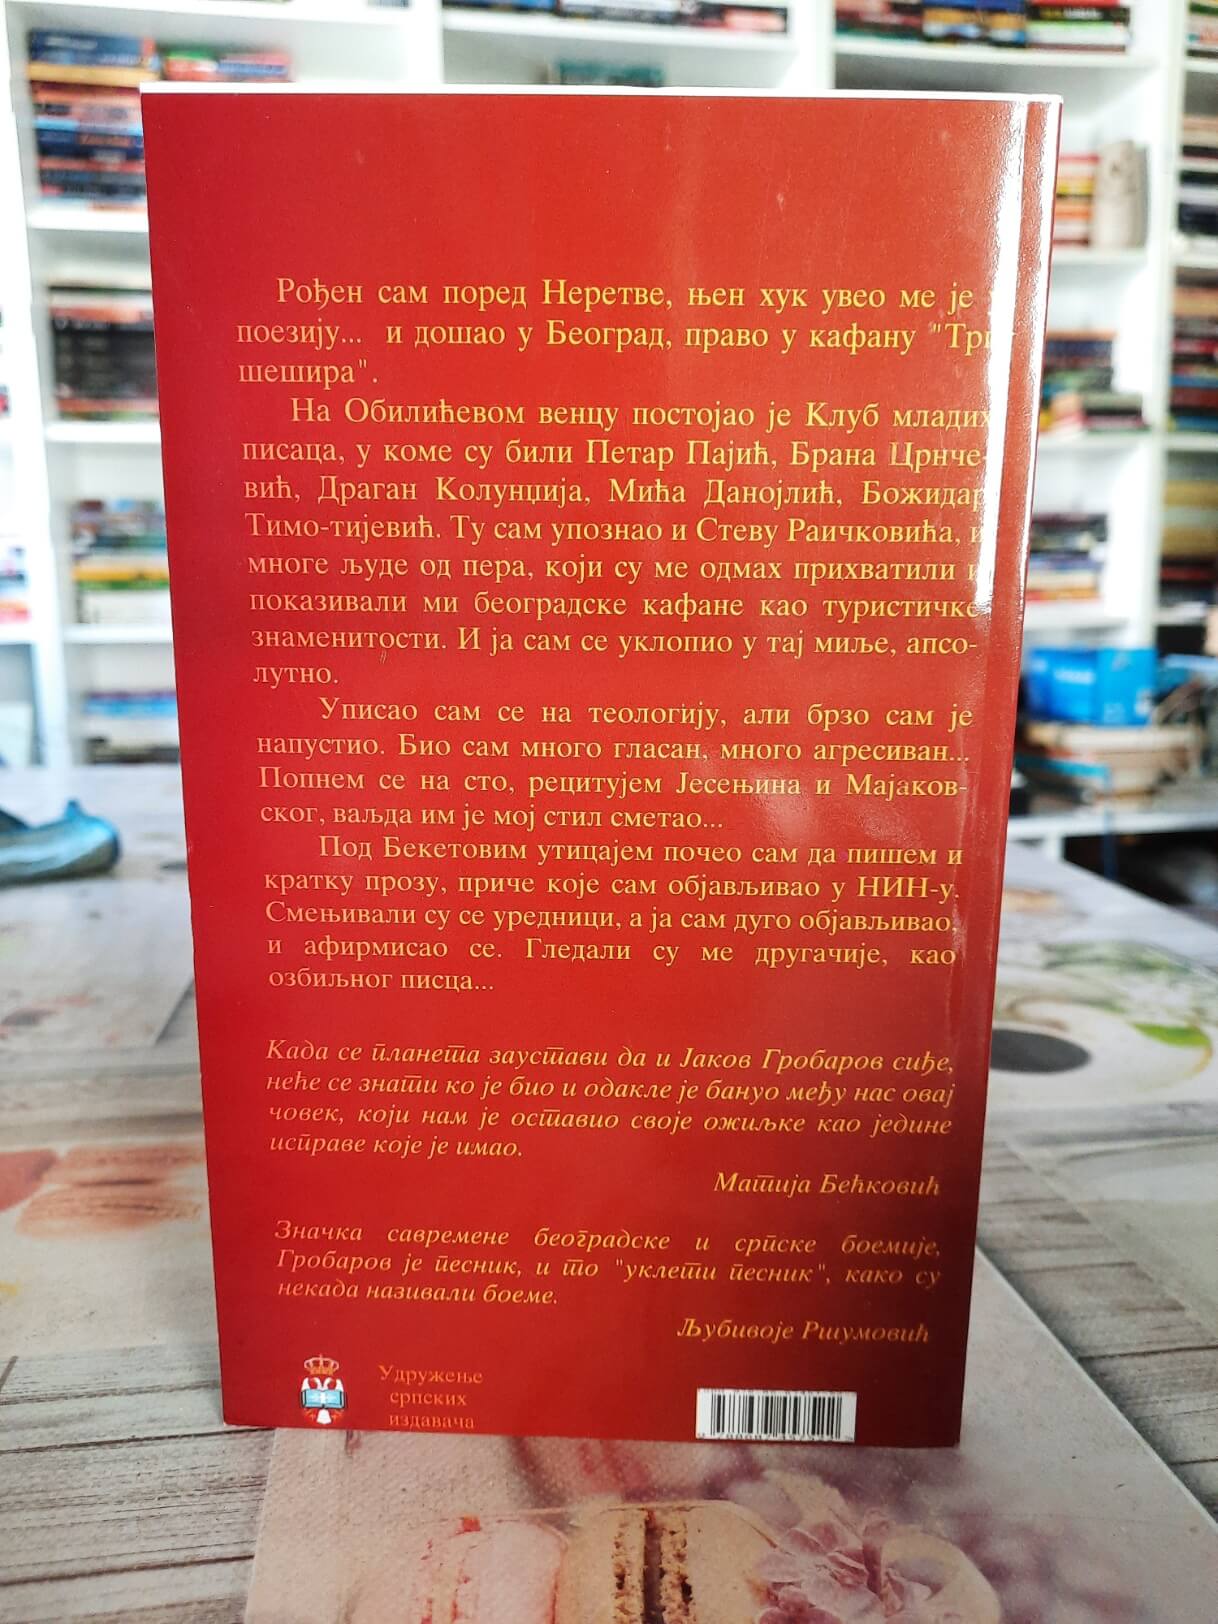 Рођен сам поред Неретве, њен хук увео ме је
поезију... и дошао у Београд, право у кафану "Три
шешира".
На Обилићевом венцу постојао је Клуб младих
писаца, у коме су били Петар Пајић, Брана Црнче-
вић, Драган Колунџија, Мића Данојлић, Божидар
Тимо-тијевић. Ту сам упознао и Стеву Раичковића, и
многе људе од пера, који су ме одмах прихватили и
показивали ми београдске кафане као туристичке
знаменитости. И ја сам се уклопио у тај миље, апсо-
лутно.
Уписао сам се на теологију, али брзо сам је
напустио. Био сам много гласан, много агресиван...
Попнем се на сто, рецитујем Јесењина и Мајаков-
ског, ваљда им је мој стил сметао...
Под Бекетовим утицајем почео сам да пишем и
кратку прозу, приче које сам објављивао у НИН-у.
Смењивали су се уредници, а ја сам дуго објављивао,
и афирмисао се. Гледали су ме другачије, као
озбиљног писца...
Када се планета заустави да и Јаков Гробаров сиђе,
неће се знати ко је био и одакле је бануо међу нас овај
човек, који нам је оставио своје ожиљке као једине
исправе које је имао.
Матија Бећковић
Значка савремене београдске и српске боемије,
Гробаров је песник, и то "уклети песник", како су
некада називали боеме.
Љубивоје Ршумовић
Удружење
српских
издавача